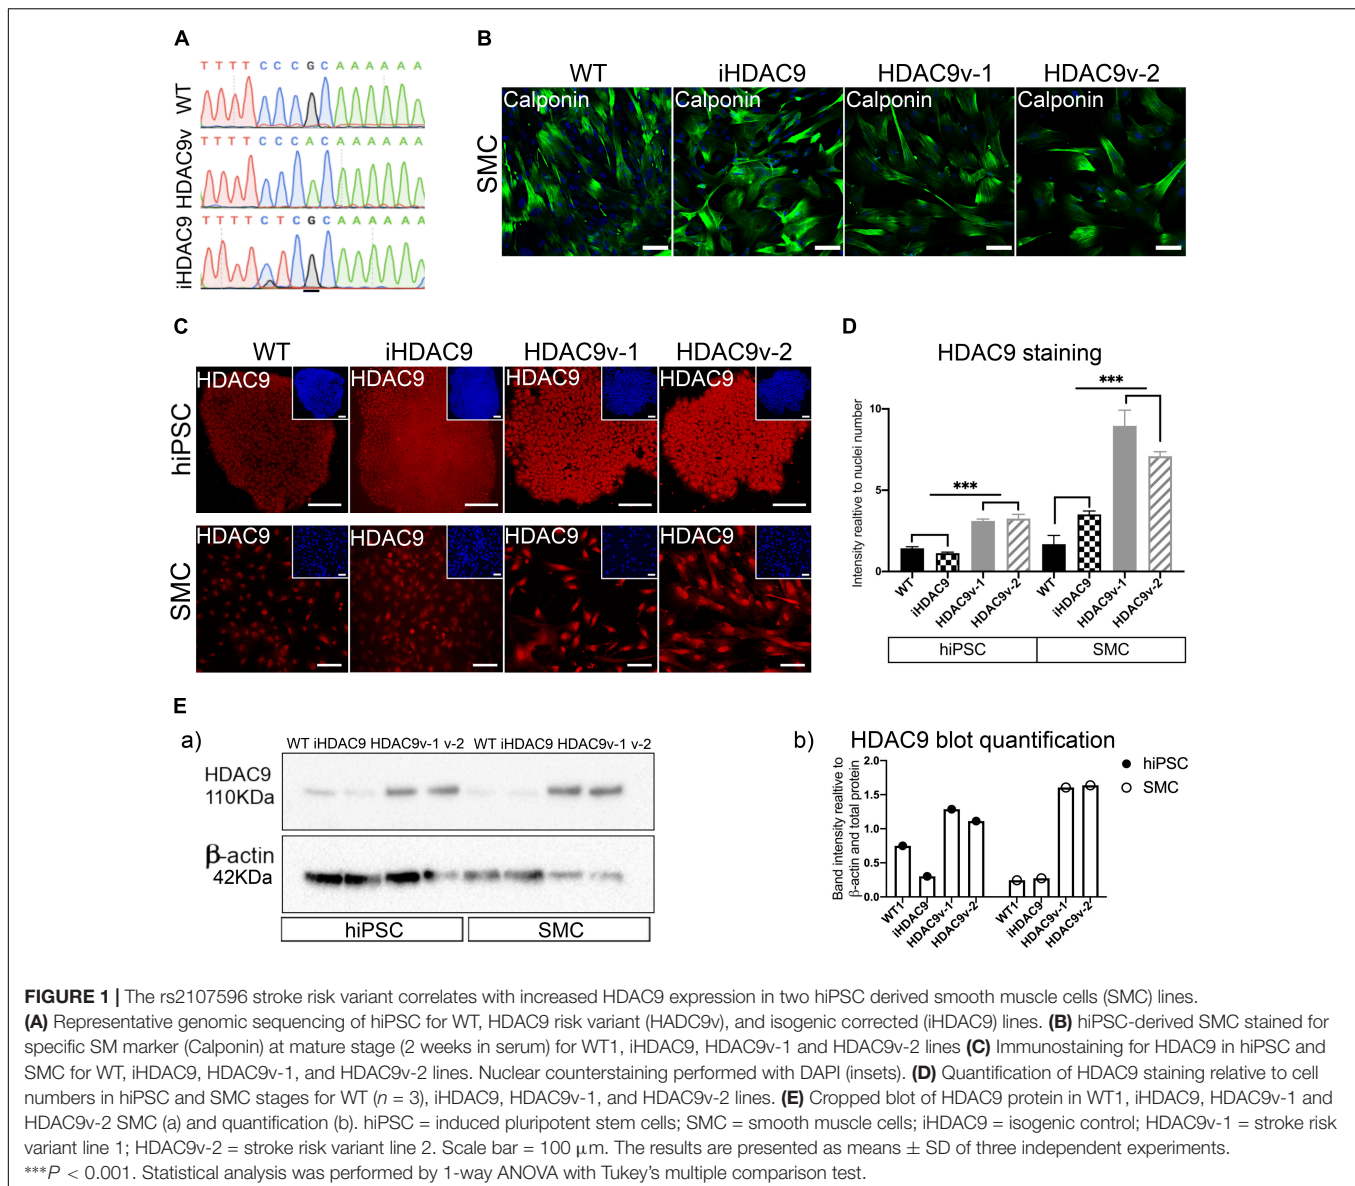 A
T T T T C C C G C A A A A A A
WT
T T T T C C C A C A A A A A A
HDAC9v
T T T T C T C G C A A A A A A
iHDAC9
B
WT iHDAC9 HDAC9v-1 HDAC9v-2
Calponin Calponin Calponin Calponin
SMC
C
WT iHDAC9 HDAC9v-1 HDAC9v-2
HDAC9 HDAC9 HDAC9 HDAC9
hiPSC
HDAC9 HDAC9 HDAC9 HDAC9
SMC
D
HDAC9 staining
Intensity realtive to nuclei number
10
5
0
***
***
WT iHDAC9 HDAC9v-1 HDAC9v-2 WT iHDAC9 HDAC9v-1 HDAC9v-2
hiPSC SMC
E
a)
WT iHDAC9 HDAC9v-1 v-2 WT iHDAC9 HDAC9v-1 v-2
HDAC9
110KDa
β-actin
42KDa
hiPSC SMC
b) HDAC9 blot quantification
Band intensity realtive to
β-actin and total protein
2.0
1.5
1.0
0.5
0.0
hiPSC
SMC
WT1 iHDAC9 HDAC9v-1 HDAC9v-2 WT1 iHDAC9 HDAC9v-1 HDAC9v-2
FIGURE 1 | The rs2107596 stroke risk variant correlates with increased HDAC9 expression in two hiPSC derived smooth muscle cells (SMC) lines.
(A) Representative genomic sequencing of hiPSC for WT, HDAC9 risk variant (HADC9v), and isogenic corrected (iHDAC9) lines. (B) hiPSC-derived SMC stained for
specific SM marker (Calponin) at mature stage (2 weeks in serum) for WT1, iHDAC9, HDAC9v-1 and HDAC9v-2 lines (C) Immunostaining for HDAC9 in hiPSC and
SMC for WT, iHDAC9, HDAC9v-1, and HDAC9v-2 lines. Nuclear counterstaining performed with DAPI (insets). (D) Quantification of HDAC9 staining relative to cell
numbers in hiPSC and SMC stages for WT (n = 3), iHDAC9, HDAC9v-1, and HDAC9v-2 lines. (E) Cropped blot of HDAC9 protein in WT1, iHDAC9, HDAC9v-1 and
HDAC9v-2 SMC (a) and quantification (b). hiPSC = induced pluripotent stem cells; SMC = smooth muscle cells; iHDAC9 = isogenic control; HDAC9v-1 = stroke risk
variant line 1; HDAC9v-2 = stroke risk variant line 2. Scale bar = 100 μm. The results are presented as means ± SD of three independent experiments.
***P < 0.001. Statistical analysis was performed by 1-way ANOVA with Tukey's multiple comparison test.